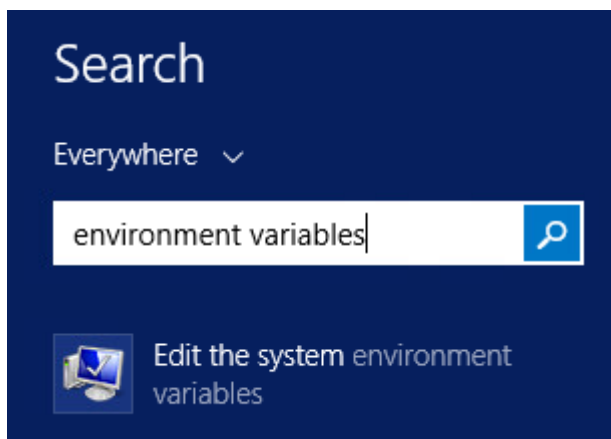 Search
Everywhere
environment variables
Edit the system environment
variables